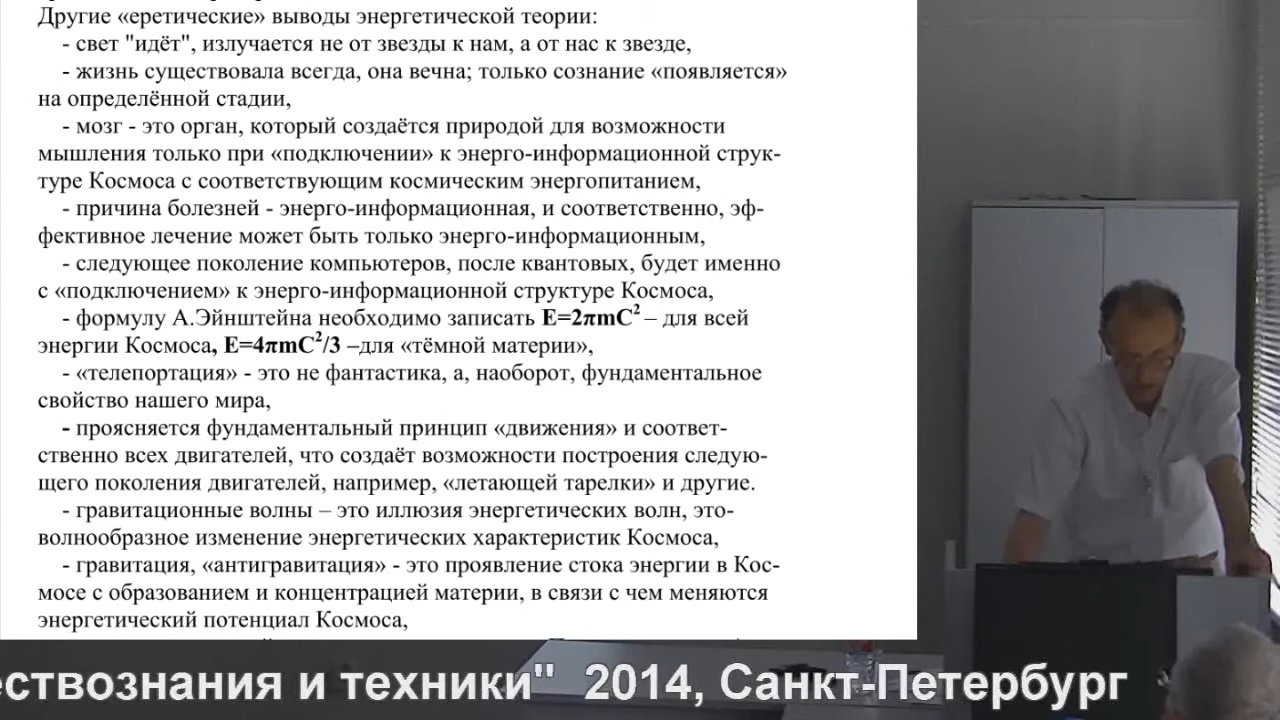 Другие «еретические» выводы энергетической теории:
- свет "идёт", излучается не от звезды к нам, а от нас к звезде,
- жизнь существовала всегда, она вечна; только сознание «появляется»
на определённой стадии,
- мозг - это орган, который создаётся природой для возможности
мышления только при «подключении» к энерго-информационной струк-
туре Космоса с соответствующим космическим энергопитанием,
- причина болезней - энерго-информационная, и соответственно, эф-
фективное лечение может быть только энерго-информационным,
- следующее поколение компьютеров, после квантовых, будет именно
с «подключением» к энерго-информационной структуре Космоса,
- формулу А.Эйнштейна необходимо записать E=2πmC² – для всей
энергии Космоса, E=4πmC²/3 –для «тёмной материи»,
- «телепортация» - это не фантастика, а, наоборот, фундаментальное
свойство нашего мира,
- проясняется фундаментальный принцип «движения» и соответ-
ственно всех двигателей, что создаёт возможности построения следую-
щего поколения двигателей, например, «летающей тарелки» и другие.
- гравитационные волны – это иллюзия энергетических волн, это-
волнообразное изменение энергетических характеристик Космоса,
- гравитация, «антигравитация» - это проявление стока энергии в Кос-
мосе с образованием и концентрацией материи, в связи с чем меняются
энергетический потенциал Космоса,
ествознания и техники" 2014, Санкт-Петербург